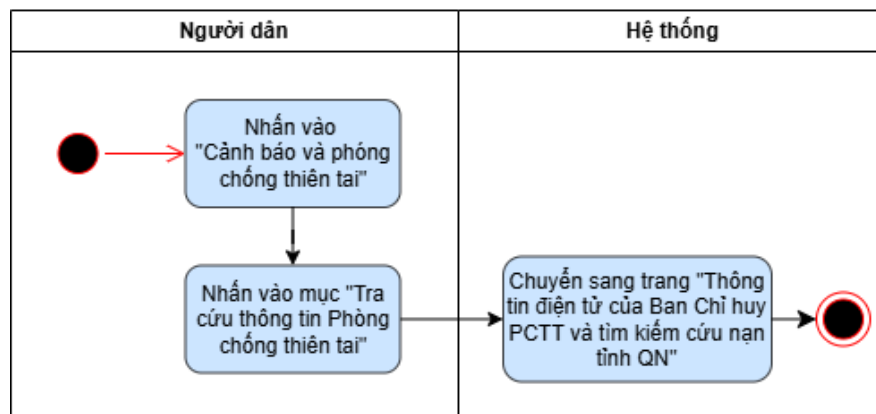 Người dân
Hệ thống
Nhấn vào
"Cảnh báo và phóng
chống thiên tai"
Nhấn vào mục "Tra
cứu thông tin Phòng
chống thiên tai"
Chuyển sang trang "Thông
tin điện tử của Ban Chỉ huy
PCTT và tìm kiếm cứu nạn
tỉnh QN"